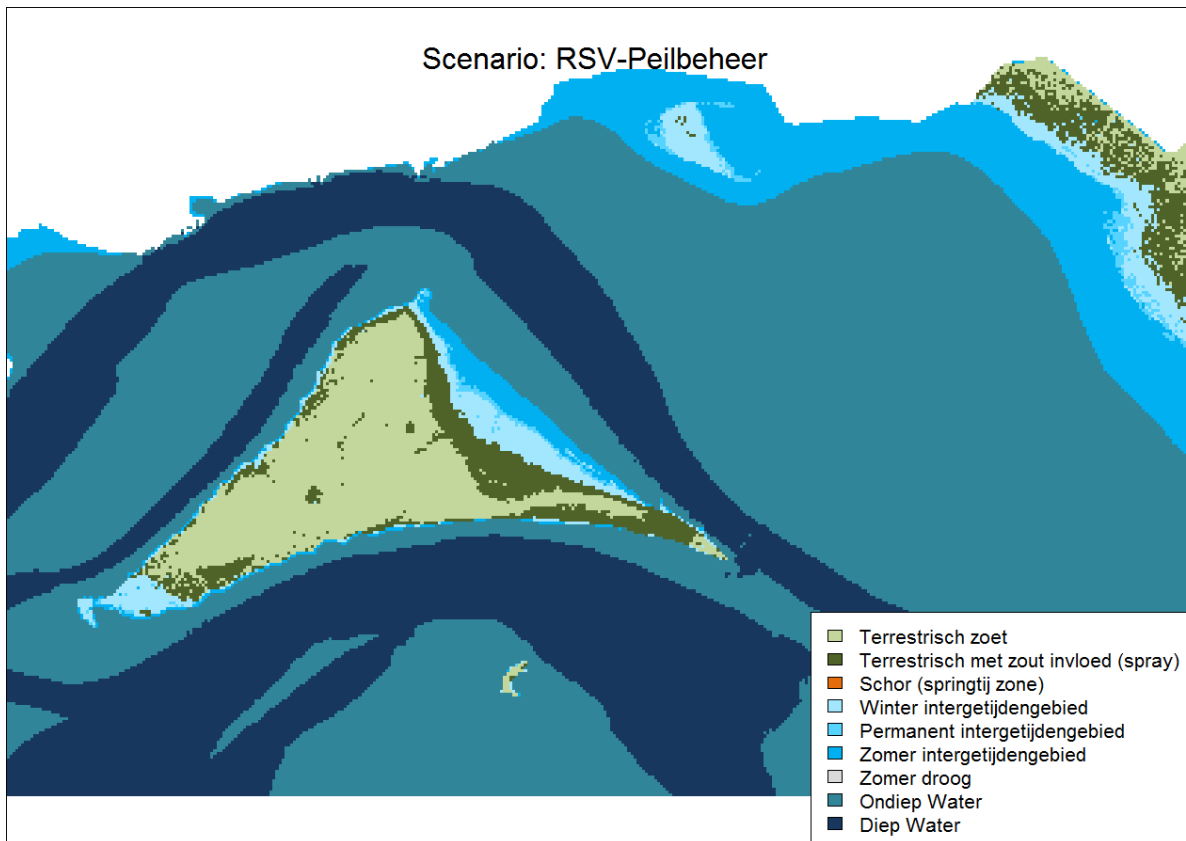 Scenario: RSV-Peilbeheer
Terrestrisch zoet
Terrestrisch met zout invloed (spray)
Schor (springtij zone)
Winter intergetijdengebied
Permanent intergetijdengebied
Zomer intergetijdengebied
Zomer droog
Ondiep Water
Diep Water